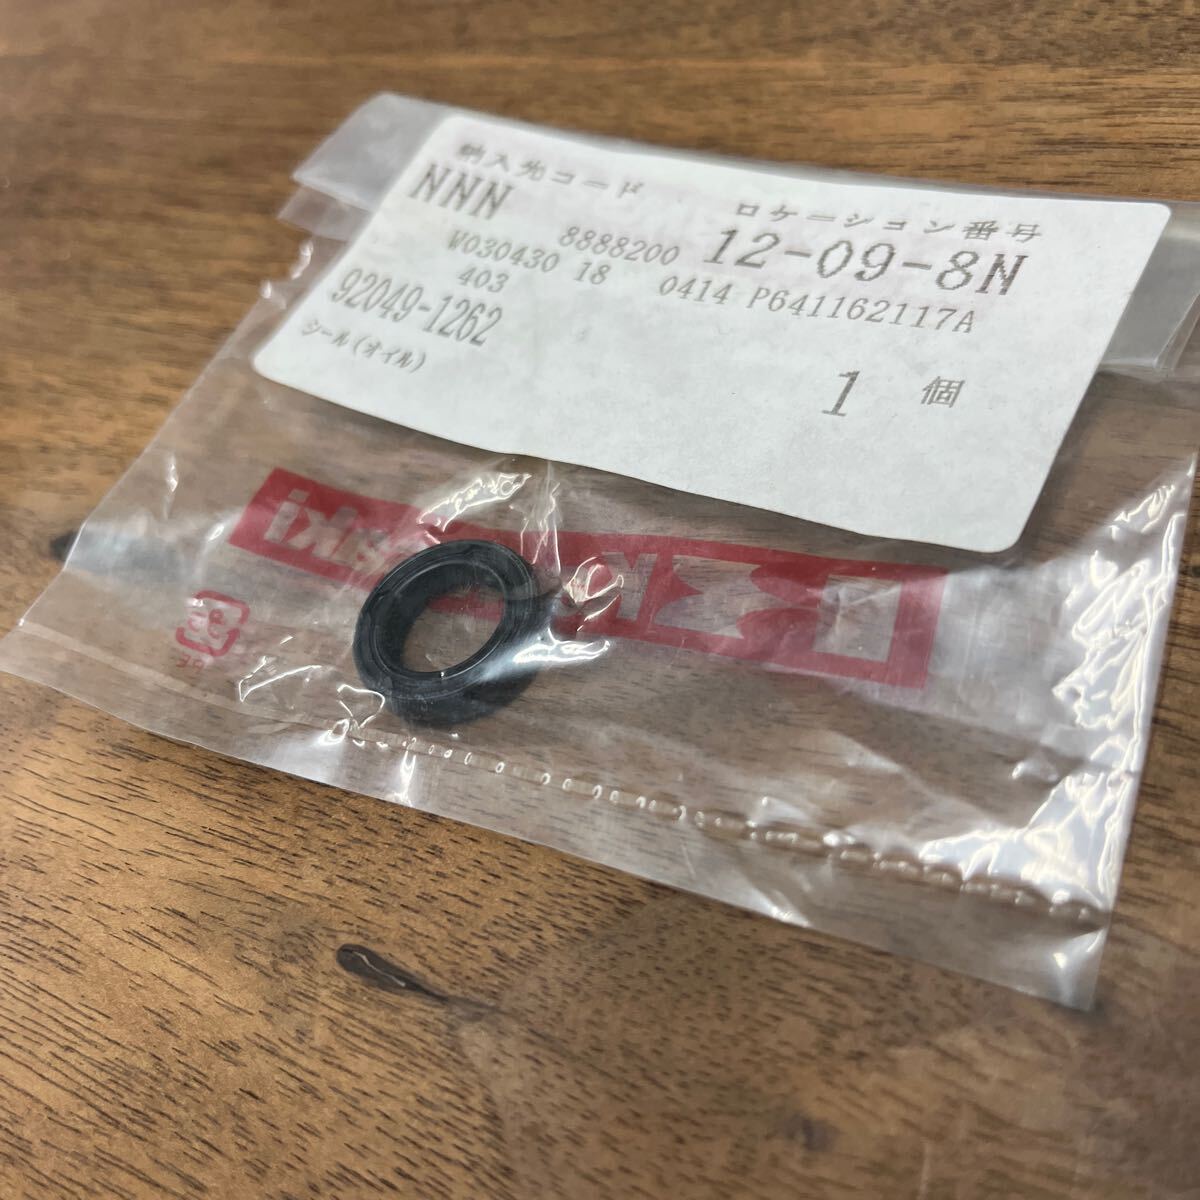 納入先コード
ロケーション番号
NNN
8888200
12-09-8N
W030430 18
0414 P641162117A
403
92049-1262
シール(オイル)
1 個